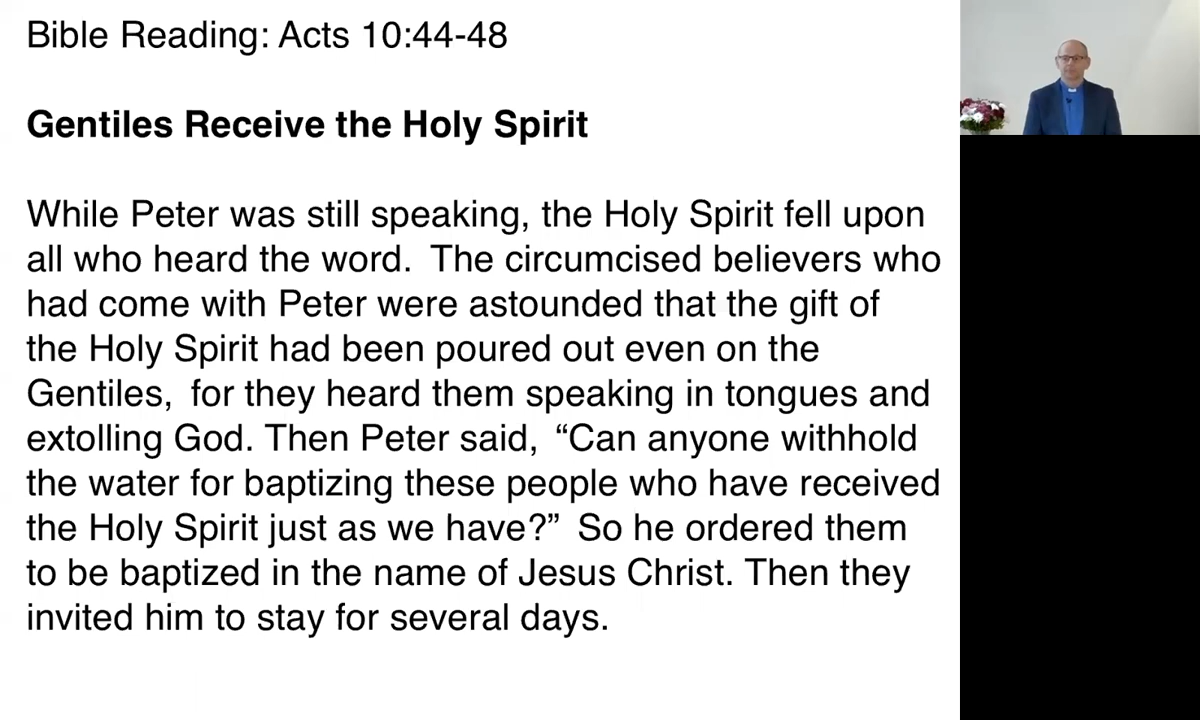 Bible Reading: Acts 10:44-48
Gentiles Receive the Holy Spirit
While Peter was still speaking, the Holy Spirit fell upon
all who heard the word.  The circumcised believers who
had come with Peter were astounded that the gift of
the Holy Spirit had been poured out even on the
Gentiles,  for they heard them speaking in tongues and
extolling God. Then Peter said,  “Can anyone withhold
the water for baptizing these people who have received
the Holy Spirit just as we have?”  So he ordered them
to be baptized in the name of Jesus Christ. Then they
invited him to stay for several days.